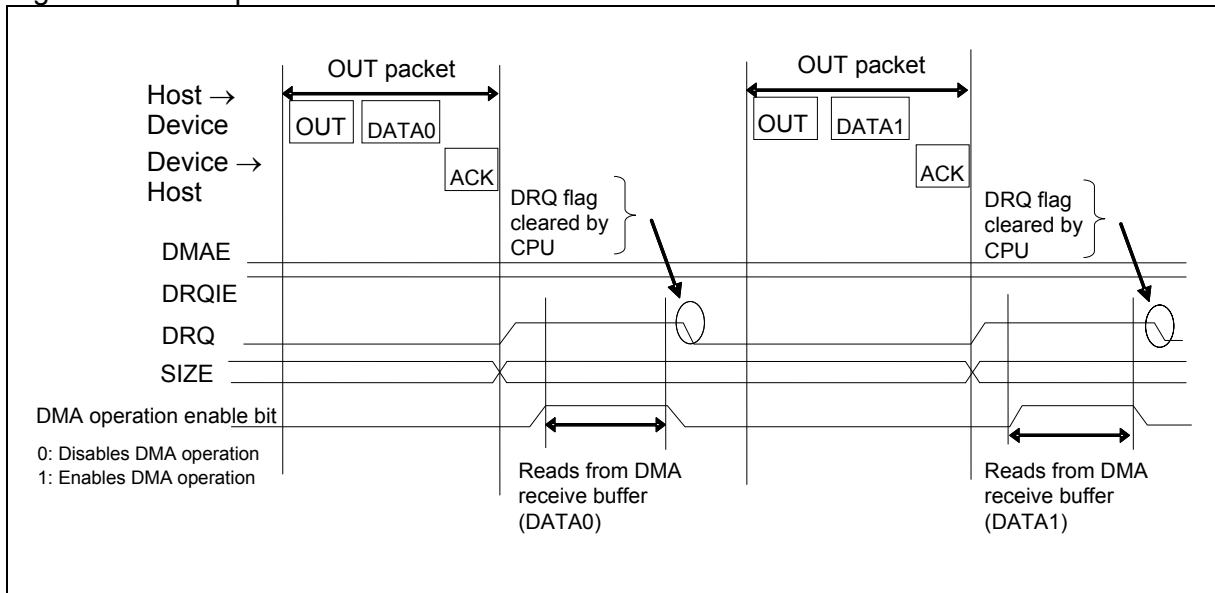 OUT packet
OUT packet
Host →
Device
OUT
DATA0
OUT
DATA1
Device →
Host
ACK
ACK
DRQ flag
cleared by
CPU
DRQ flag
cleared by
CPU
DMAE
DRQIE
DRQ
SIZE
DMA operation enable bit
0: Disables DMA operation
1: Enables DMA operation
Reads from DMA
receive buffer
(DATA0)
Reads from DMA
receive buffer
(DATA1)